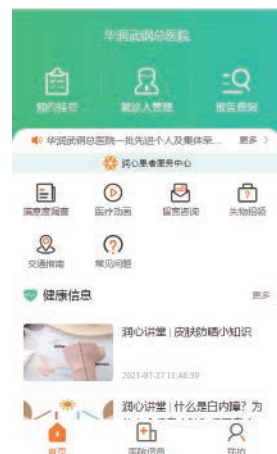 华润武钢总医院
预约挂号
就诊人管理
报告查询
华润武钢总医院一批先进个人及集体荣... 更多
润心患者服务中心
满意度调查
医疗动画
留言咨询
失物招领
交通指南
常见问题
健康信息 更多
润心讲堂 | 皮肤防晒小知识
2021-07-27 11:46:39
润心讲堂 | 什么是白内障？为
首页
医院信息
我的